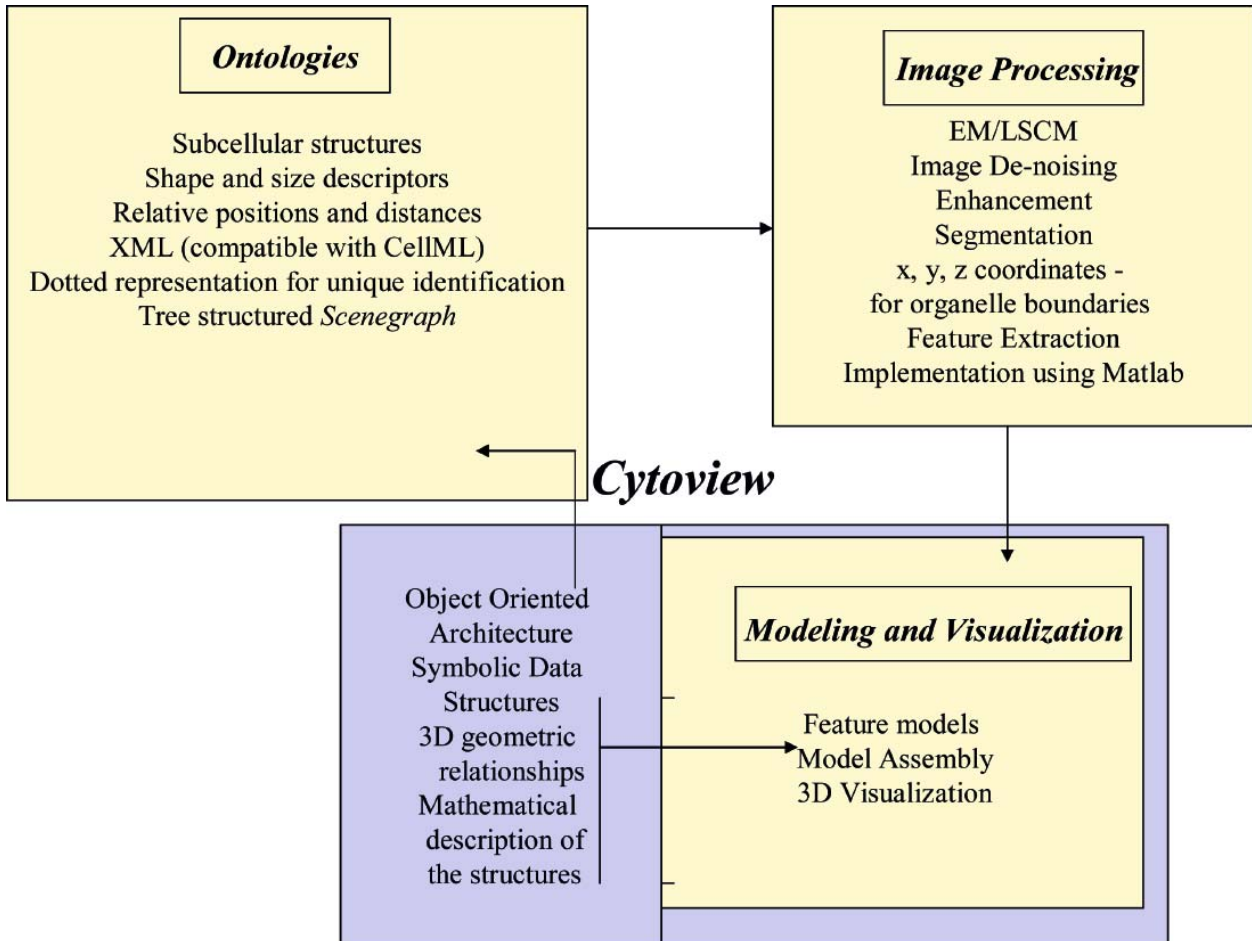 Ontologies
Subcellular structures
Shape and size descriptors
Relative positions and distances
XML (compatible with CellML)
Dotted representation for unique identification
Tree structured Scenegraph
Image Processing
EM/LSCM
Image De-noising
Enhancement
Segmentation
x, y, z coordinates -
for organelle boundaries
Feature Extraction
Implementation using Matlab
Cytoview
Object Oriented
Architecture
Symbolic Data
Structures
3D geometric
relationships
Mathematical
description of
the structures
Modeling and Visualization
Feature models
Model Assembly
3D Visualization